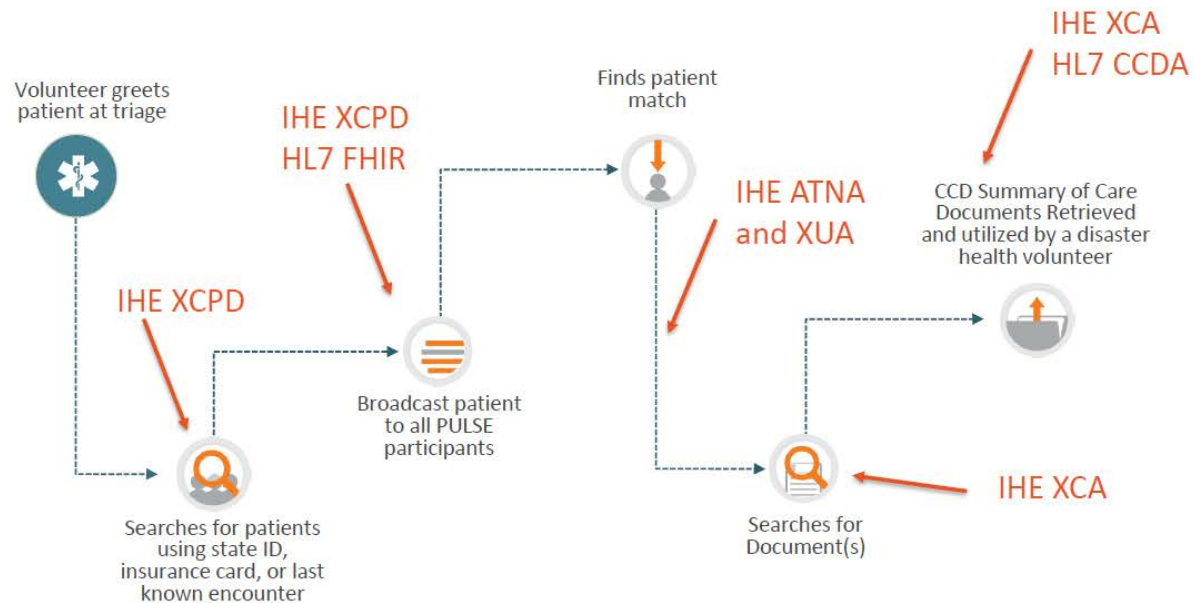 Volunteer greets
patient at triage
IHE XCPD
Searches for patients
using state ID,
insurance card, or last
known encounter
IHE XCPD
HL7 FHIR
Broadcast patient
to all PULSE
participants
Finds patient
match
IHE ATNA
and XUA
Searches for
Document(s)
IHE XCA
IHE XCA
HL7 CCDA
CCD Summary of Care
Documents Retrieved
and utilized by a disaster
health volunteer